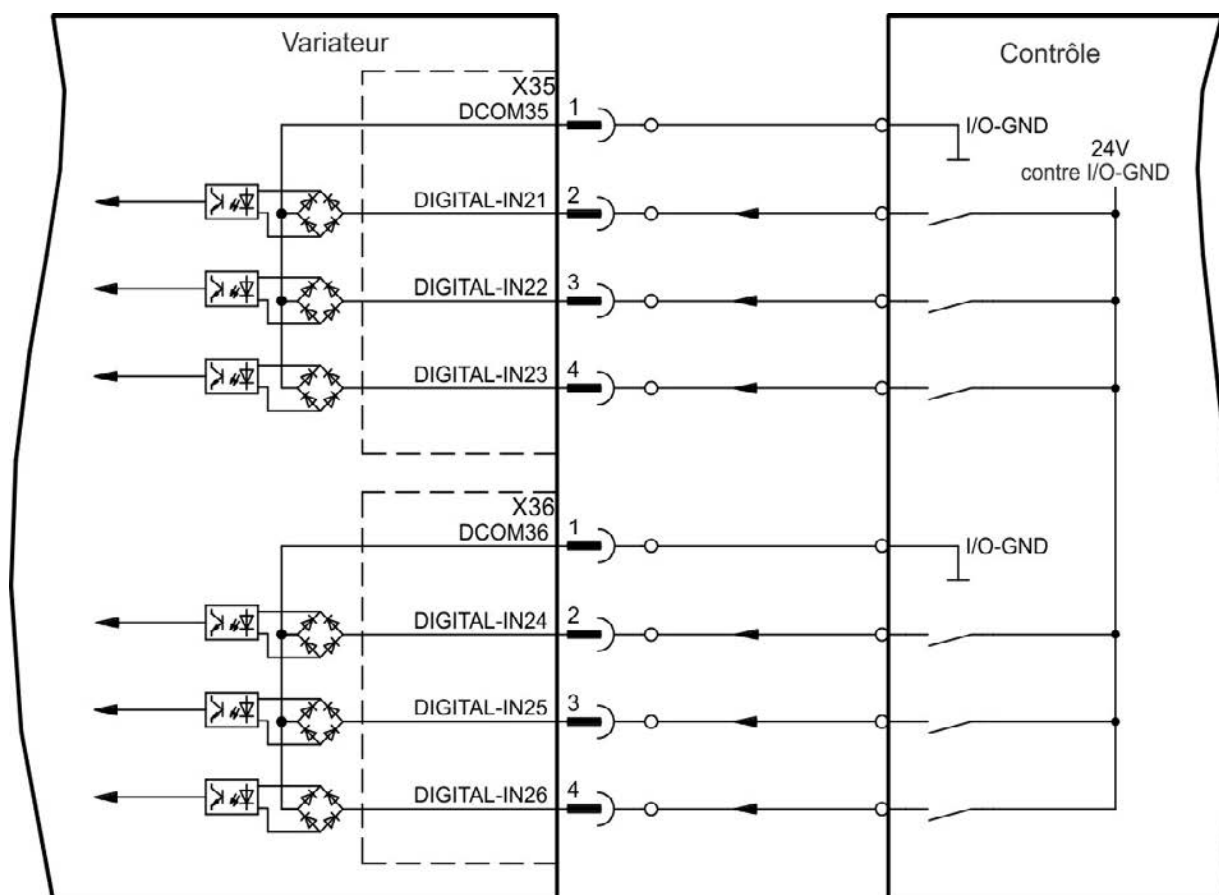 Variateur
Contrôle
X35
DCOM35
1
I/O-GND
24V
contre I/O-GND
DIGITAL-IN21
2
DIGITAL-IN22
3
DIGITAL-IN23
4
X36
DCOM36
1
I/O-GND
DIGITAL-IN24
2
DIGITAL-IN25
3
DIGITAL-IN26
4